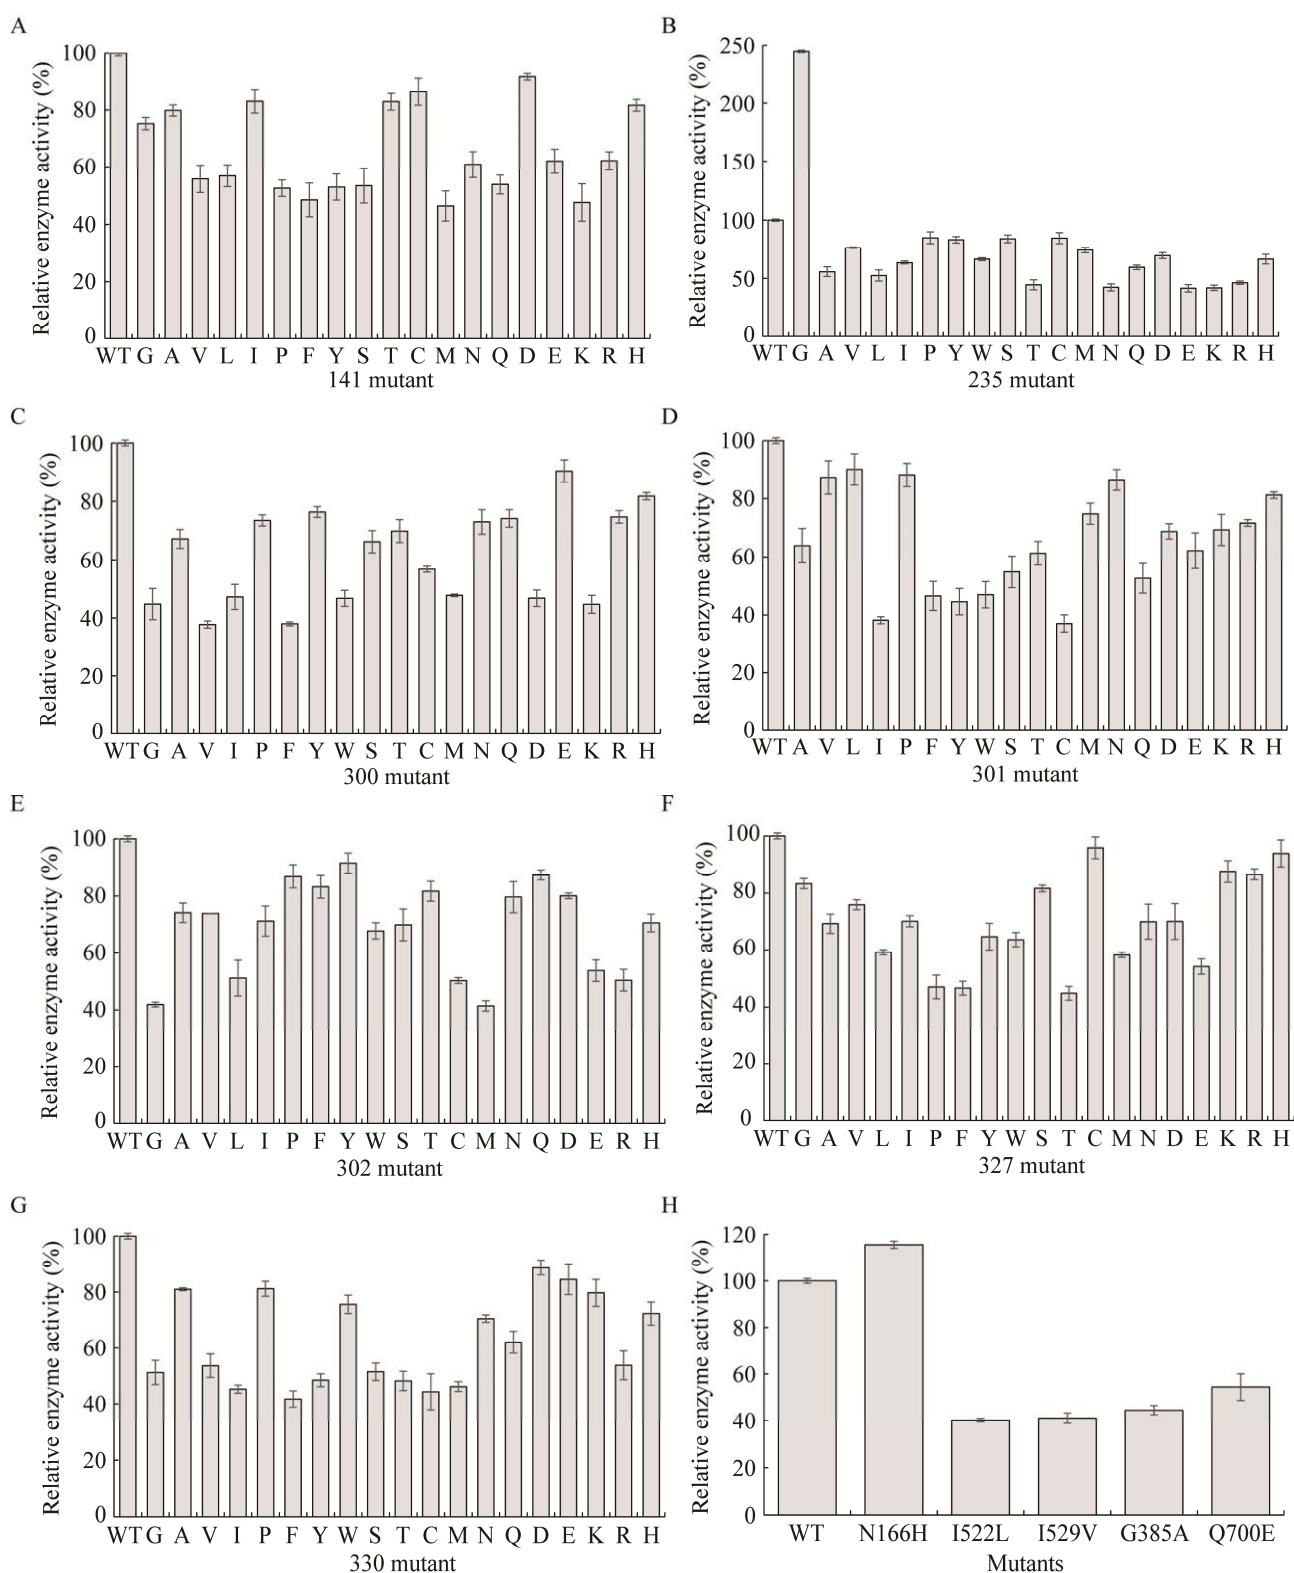 A
Relative enzyme activity (%)
100
80
60
40
20
0
WT G A V L I P F Y S T C M N Q D E K R H
141 mutant
B
Relative enzyme activity (%)
250
200
150
100
50
0
WT G A V L I P Y W S T C M N Q D E K R H
235 mutant
C
Relative enzyme activity (%)
100
80
60
40
20
0
WT G A V I P F Y W S T C M N Q D E K R H
300 mutant
D
Relative enzyme activity (%)
100
80
60
40
20
0
WT A V L I P F Y W S T C M N Q D E K R H
301 mutant
E
Relative enzyme activity (%)
100
80
60
40
20
0
WT G A V L I P F Y W S T C M N Q D E R H
302 mutant
F
Relative enzyme activity (%)
100
80
60
40
20
0
WT G A V L I P F Y W S T C M N D E K R H
327 mutant
G
Relative enzyme activity (%)
100
80
60
40
20
0
WT G A V I P F Y W S T C M N Q D E K R H
330 mutant
H
Relative enzyme activity (%)
120
100
80
60
40
20
0
WT N166H I522L I529V G385A Q700E
Mutants